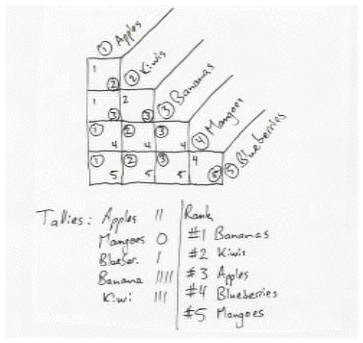 ① Apples
1 ② ② Kiwis
1 ③ 2 ③ ③ Bananas
① 4 ② 4 ③ 4 ④ Mangoes
① 5 ② 5 ③ 5 4 ⑤ ⑤ Blueberries
Tallies: Apples || Rank
Mangoes 0 #1 Bananas
Blueber. | #2 Kiwis
Banana |||| #3 Apples
Kiwi ||| #4 Blueberries
#5 Mangoes